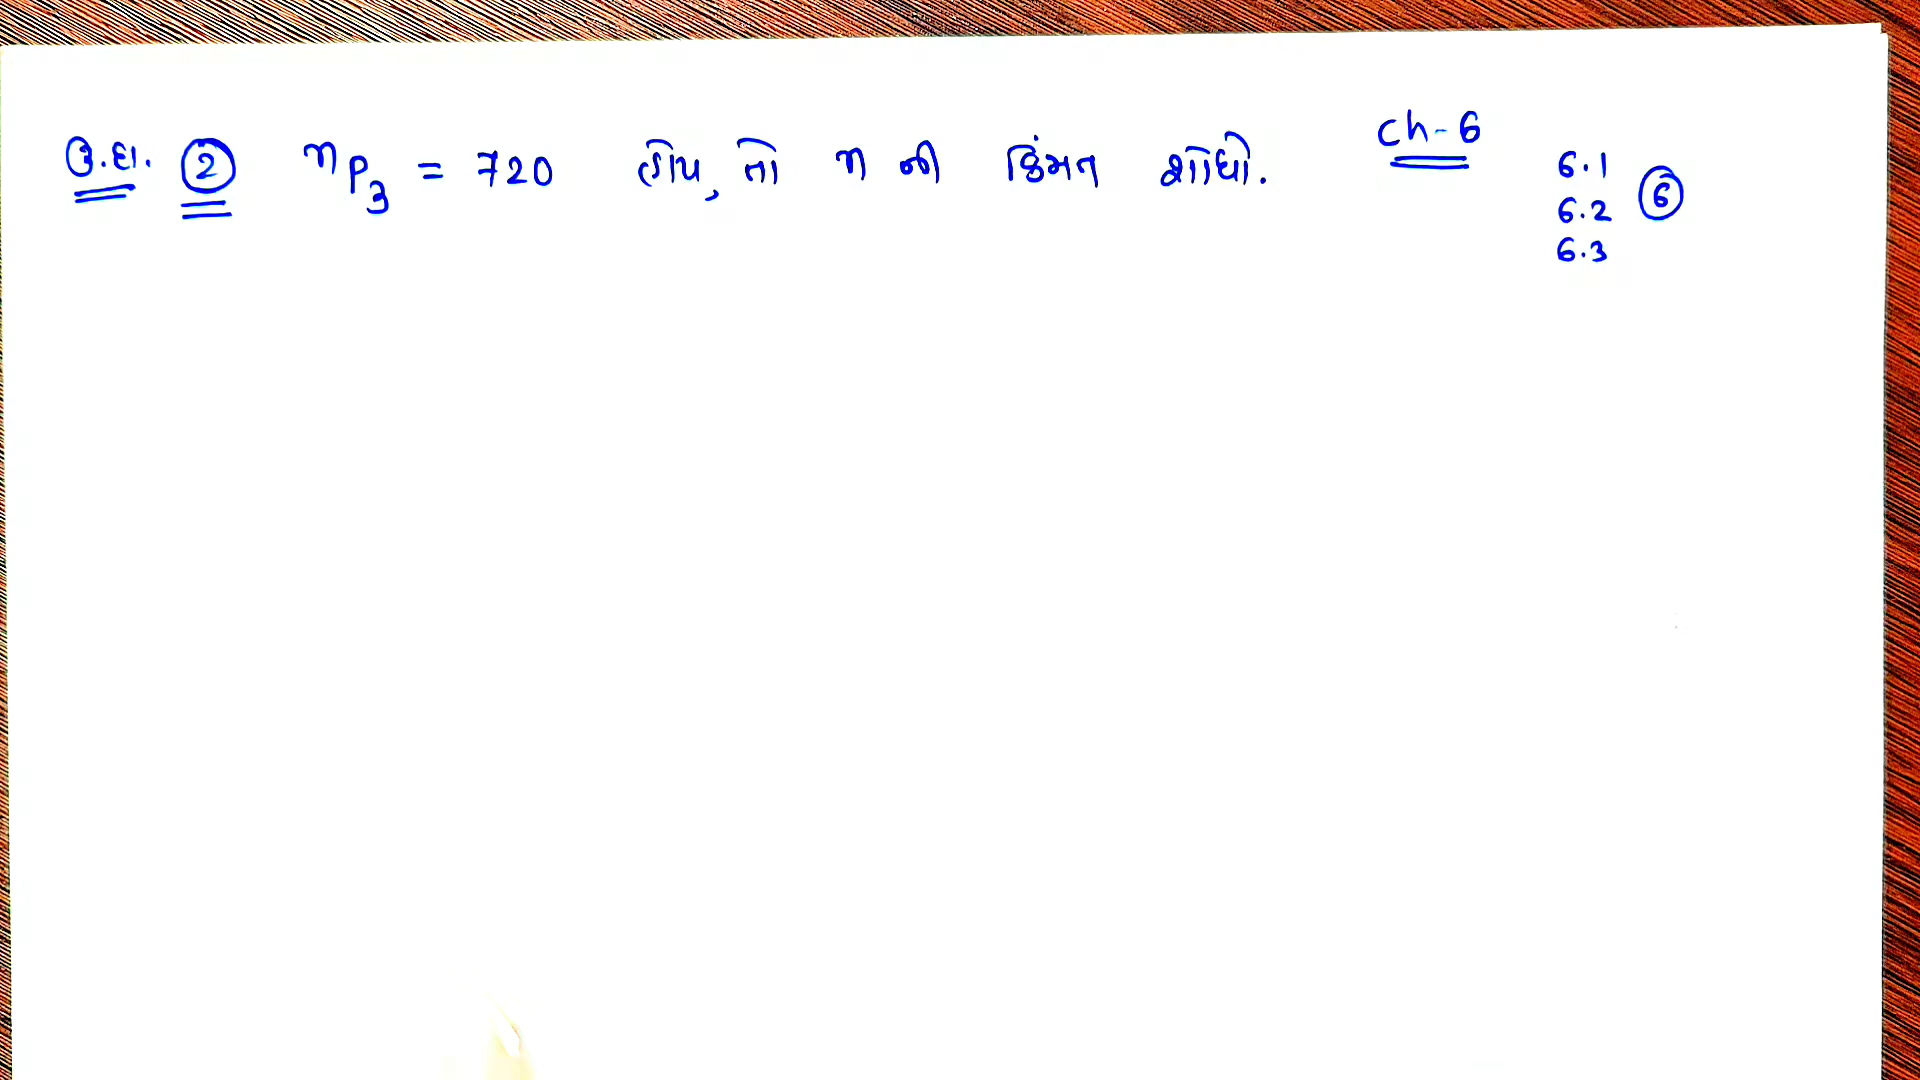 ઉ.દા. ② ⁿP₃ = 720 હોય, તો n ની કિંમત શોધો.
Ch-6
6.1
6.2 ⑥
6.3